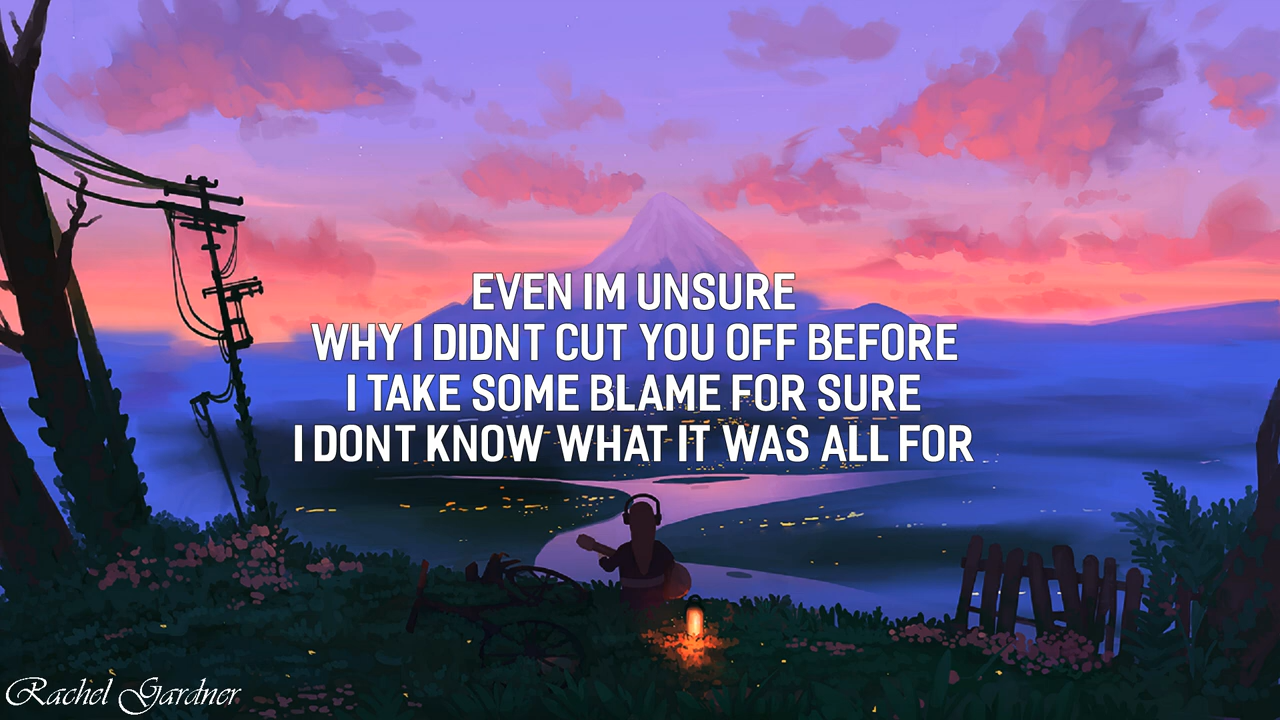 EVEN IM UNSURE
WHY I DIDNT CUT YOU OFF BEFORE
I TAKE SOME BLAME FOR SURE
I DONT KNOW WHAT IT WAS ALL FOR
Rachel Gardner